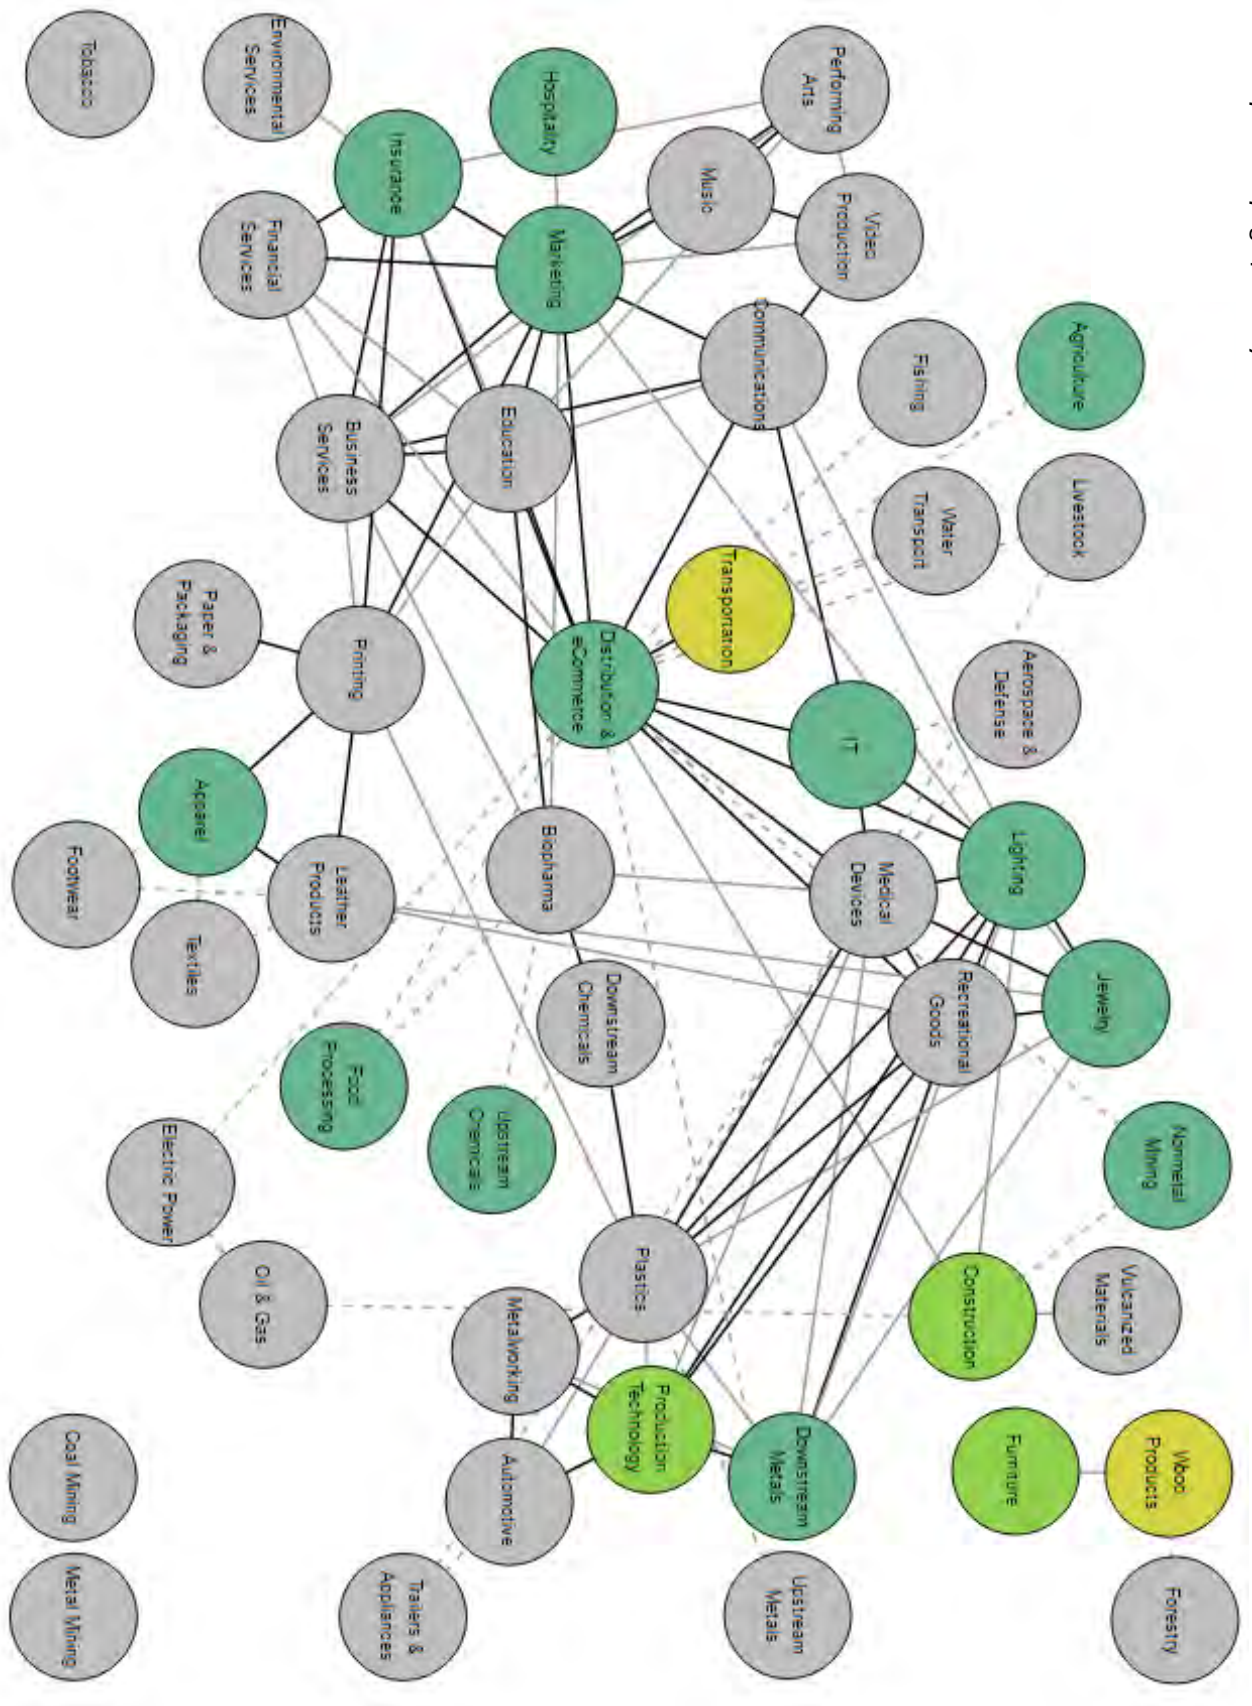 Tobacco
Environmental
Services
Hospitality
Performing
Arts
Insurance
Music
Video
Production
Financial
Services
Marketing
Communications
Fishing
Agriculture
Business
Services
Education
Water
Transport
Livestock
Paper &
Packaging
Printing
Transportation
Distribution &
eCommerce
IT
Aerospace &
Defense
Apparel
Lighting
Footwear
Leather
Products
Biopharma
Medical
Devices
Textiles
Downstream
Chemicals
Recreational
Goods
Jewelry
Food
Processing
Upstream
Chemicals
Nonmetal
Mining
Electric Power
Oil & Gas
Plastics
Construction
Vulcanized
Materials
Metalworking
Production
Technology
Coal Mining
Automotive
Downstream
Metals
Furniture
Wood
Products
Metal Mining
Trailers &
Appliances
Upstream
Metals
Forestry